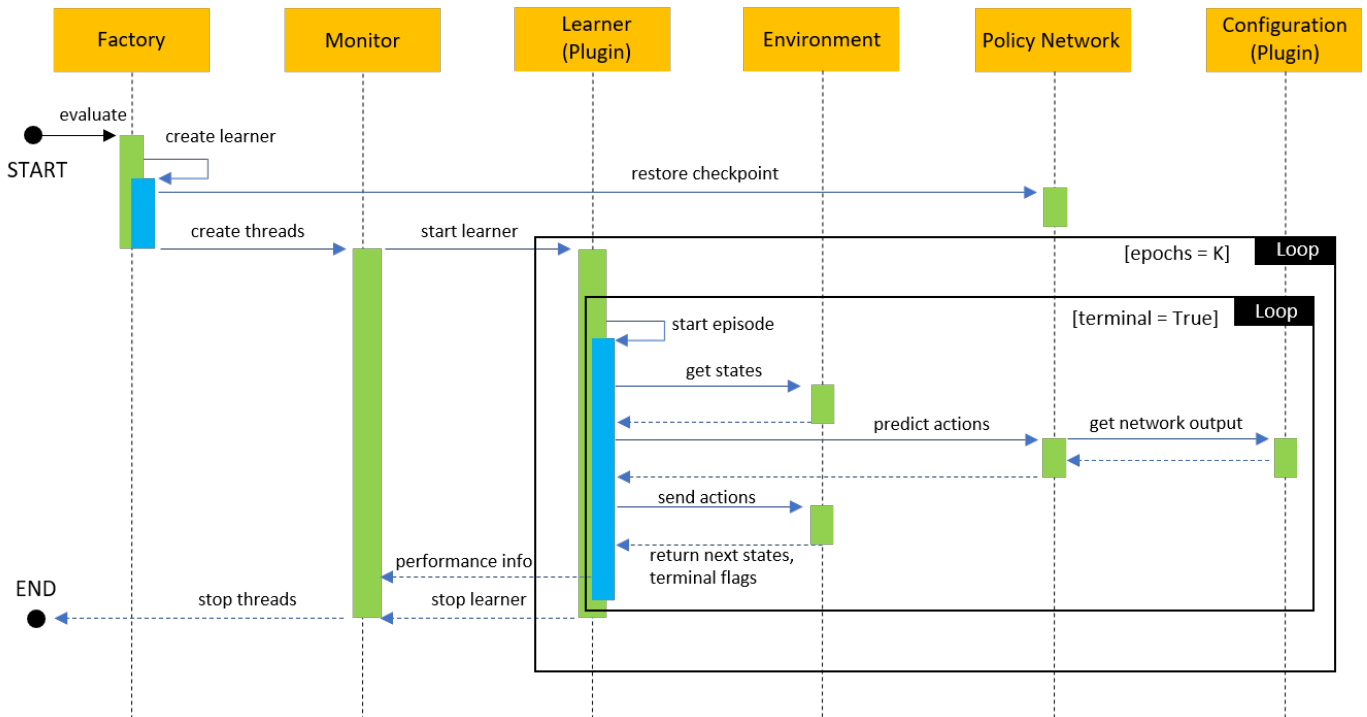 Factory
Monitor
Learner
(Plugin)
Environment
Policy Network
Configuration
(Plugin)
evaluate
START
create learner
restore checkpoint
create threads
start learner
[epochs = K]
Loop
[terminal = True]
Loop
start episode
get states
predict actions
get network output
send actions
return next states,
terminal flags
performance info
END
stop threads
stop learner